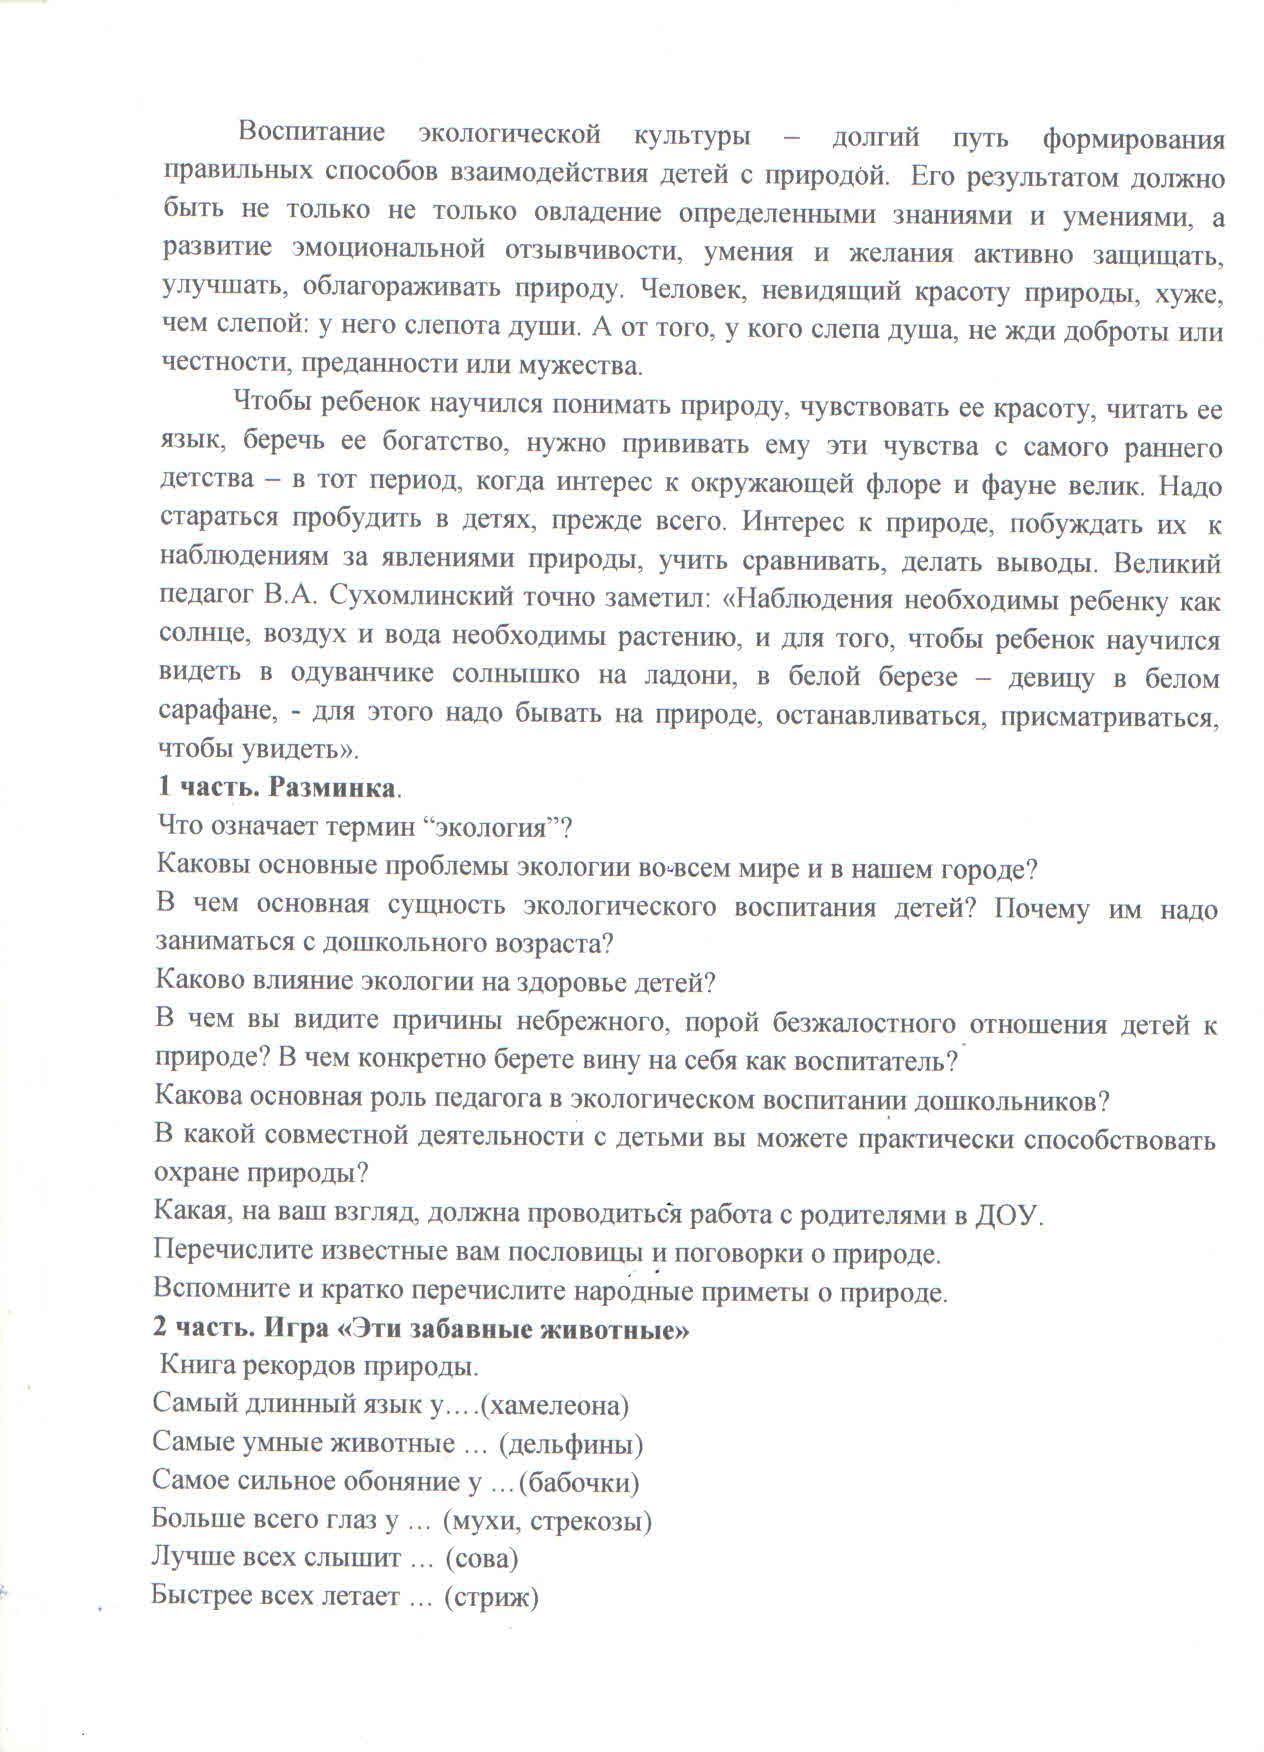 Воспитание экологической культуры – долгий путь формирования
правильных способов взаимодействия детей с природой. Его результатом должно
быть не только не только овладение определенными знаниями и умениями, а
развитие эмоциональной отзывчивости, умения и желания активно защищать,
улучшать, облагораживать природу. Человек, невидящий красоту природы, хуже,
чем слепой: у него слепота души. А от того, у кого слепа душа, не жди доброты или
честности, преданности или мужества.
Чтобы ребенок научился понимать природу, чувствовать ее красоту, читать ее
язык, беречь ее богатство, нужно прививать ему эти чувства с самого раннего
детства – в тот период, когда интерес к окружающей флоре и фауне велик. Надо
стараться пробудить в детях, прежде всего. Интерес к природе, побуждать их к
наблюдениям за явлениями природы, учить сравнивать, делать выводы. Великий
педагог В.А. Сухомлинский точно заметил: «Наблюдения необходимы ребенку как
солнце, воздух и вода необходимы растению, и для того, чтобы ребенок научился
видеть в одуванчике солнышко на ладони, в белой березе – девицу в белом
сарафане, - для этого надо бывать на природе, останавливаться, присматриваться,
чтобы увидеть».
1 часть. Разминка.
Что означает термин “экология”?
Каковы основные проблемы экологии во всем мире и в нашем городе?
В чем основная сущность экологического воспитания детей? Почему им надо
заниматься с дошкольного возраста?
Каково влияние экологии на здоровье детей?
В чем вы видите причины небрежного, порой безжалостного отношения детей к
природе? В чем конкретно берете вину на себя как воспитатель?
Какова основная роль педагога в экологическом воспитании дошкольников?
В какой совместной деятельности с детьми вы можете практически способствовать
охране природы?
Какая, на ваш взгляд, должна проводиться работа с родителями в ДОУ.
Перечислите известные вам пословицы и поговорки о природе.
Вспомните и кратко перечислите народные приметы о природе.
2 часть. Игра «Эти забавные животные»
Книга рекордов природы.
Самый длинный язык у….(хамелеона)
Самые умные животные … (дельфины)
Самое сильное обоняние у …(бабочки)
Больше всего глаз у … (мухи, стрекозы)
Лучше всех слышит … (сова)
Быстрее всех летает … (стриж)